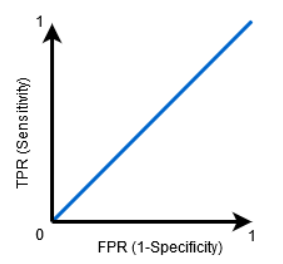 1
TPR (Sensitivity)
0
1
FPR (1-Specificity)